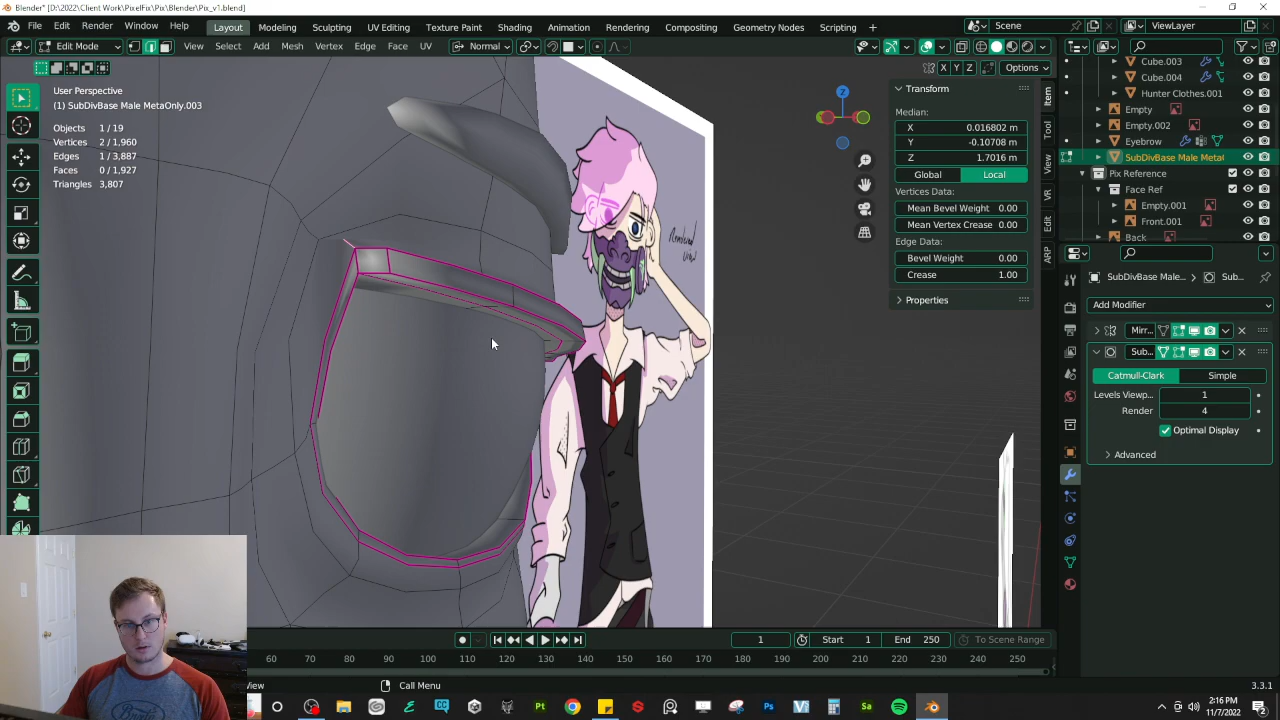 Blender* [D:\2022\Client Work\PixelFix\Pix\Blender\Pix_v1.blend]
File Edit Render Window Help Layout Modeling Sculpting UV Editing Texture Paint Shading Animation Rendering Compositing Geometry Nodes Scripting + Scene ViewLayer
Edit Mode View Select Add Mesh Vertex Edge Face UV Normal
X Y Z Options
User Perspective
(1) SubDivBase Male MetaOnly.003
Objects 1 / 19
Vertices 2 / 1,960
Edges 1 / 3,887
Faces 0 / 1,927
Triangles 3,807
Z
Transform
Median:
X 0.016802 m
Y -0.10708 m
Z 1.7016 m
Global Local
Vertices Data:
Mean Bevel Weight 0.00
Mean Vertex Crease 0.00
Edge Data:
Bevel Weight 0.00
Crease 1.00
Properties
Item
Tool
View
VR
Edit
ARP
Cube.003
Cube.004
Hunter Clothes.001
Empty
Empty.002
Eyebrow
SubDivBase Male Meta
Pix Reference
Face Ref
Empty.001
Front.001
Back
SubDivBase Male... Sub...
Add Modifier
Mirr...
Sub...
Catmull-Clark Simple
Levels Viewp... 1
Render 4
Optimal Display
Advanced
View Call Menu
1 Start 1 End 250
To Scene Range
60 70 80 90 100 110 120 130 140 150 160 170 180 190 200 210 220 230 240 250
3.3.1
2:16 PM
11/7/2022